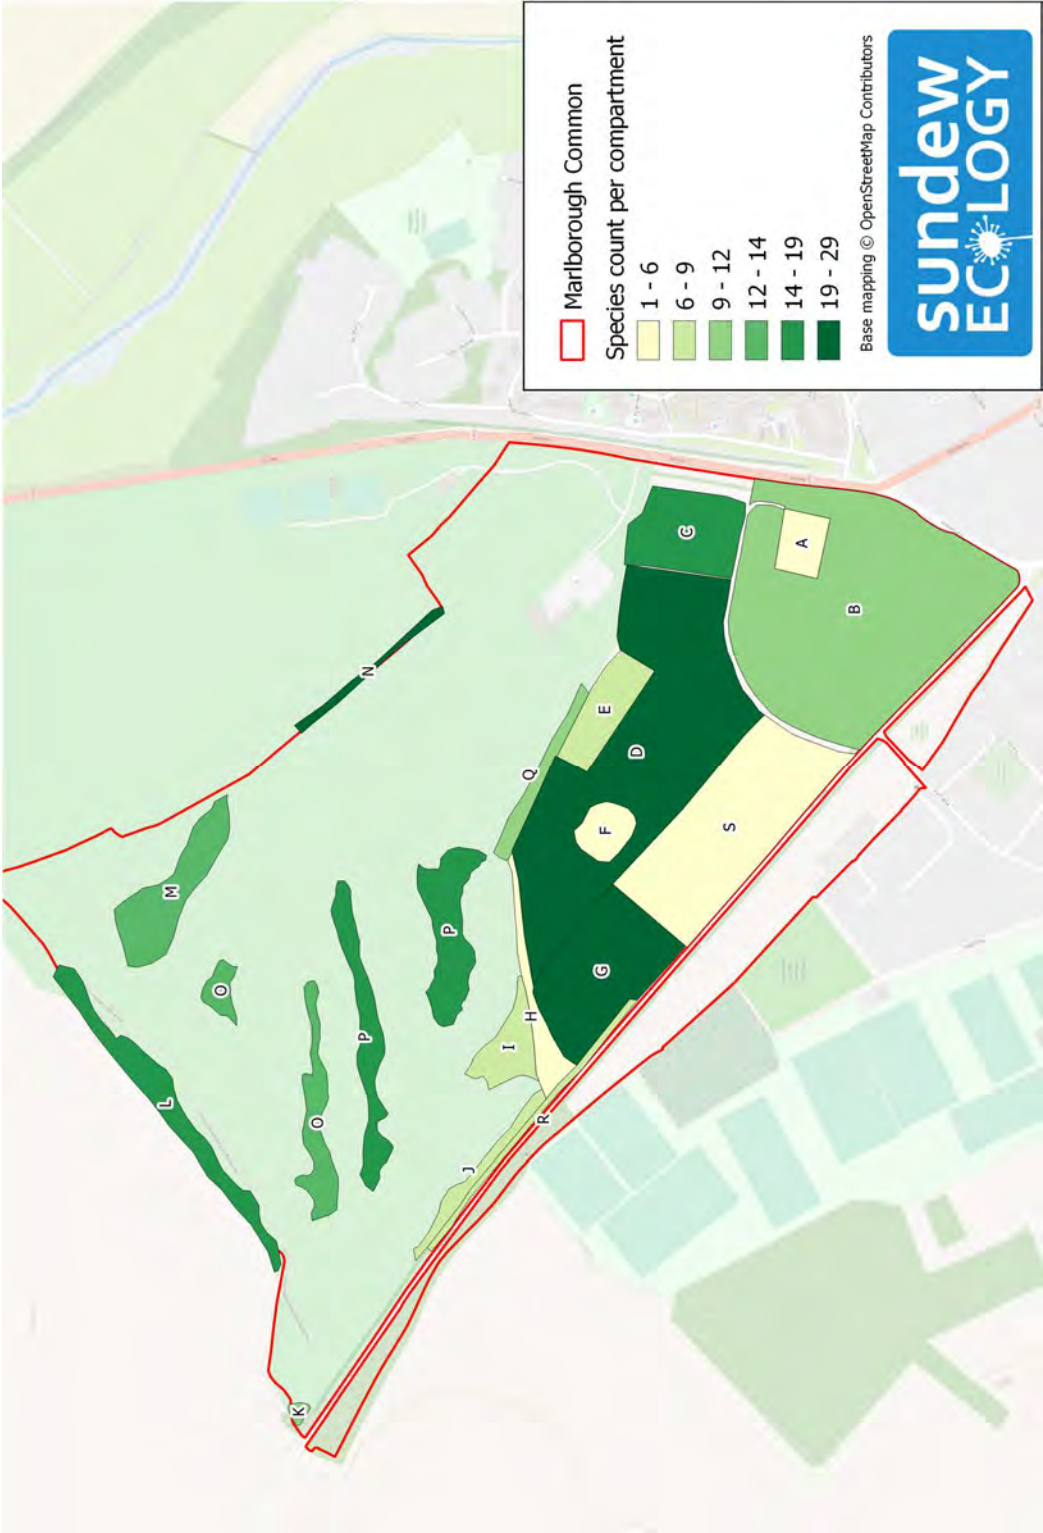 Marlborough Common
Species count per compartment
1 - 6
6 - 9
9 - 12
12 - 14
14 - 19
19 - 29
Base mapping © OpenStreetMap Contributors
sundew
ECOLOGY
K
L
O
O
M
P
P
N
J
R
I
H
G
Q
F
E
D
S
C
A
B